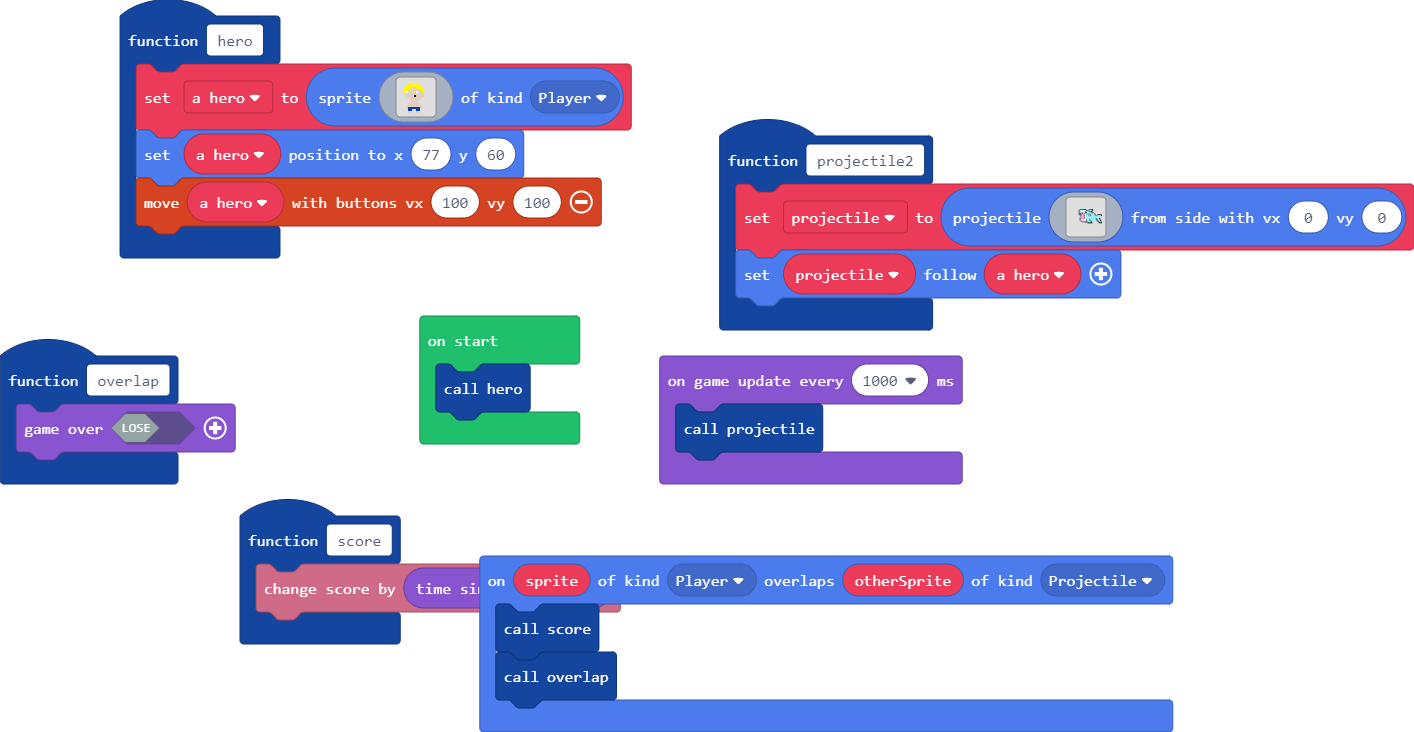 function hero
set a hero to sprite of kind Player
set a hero position to x 77 y 60
move a hero with buttons vx 100 vy 100
function projectile2
set projectile to projectile from side with vx 0 vy 0
set projectile follow a hero
on start
call hero
function overlap
game over LOSE
on game update every 1000 ms
call projectile
function score
change score by time
on sprite of kind Player overlaps otherSprite of kind Projectile
call score
call overlap